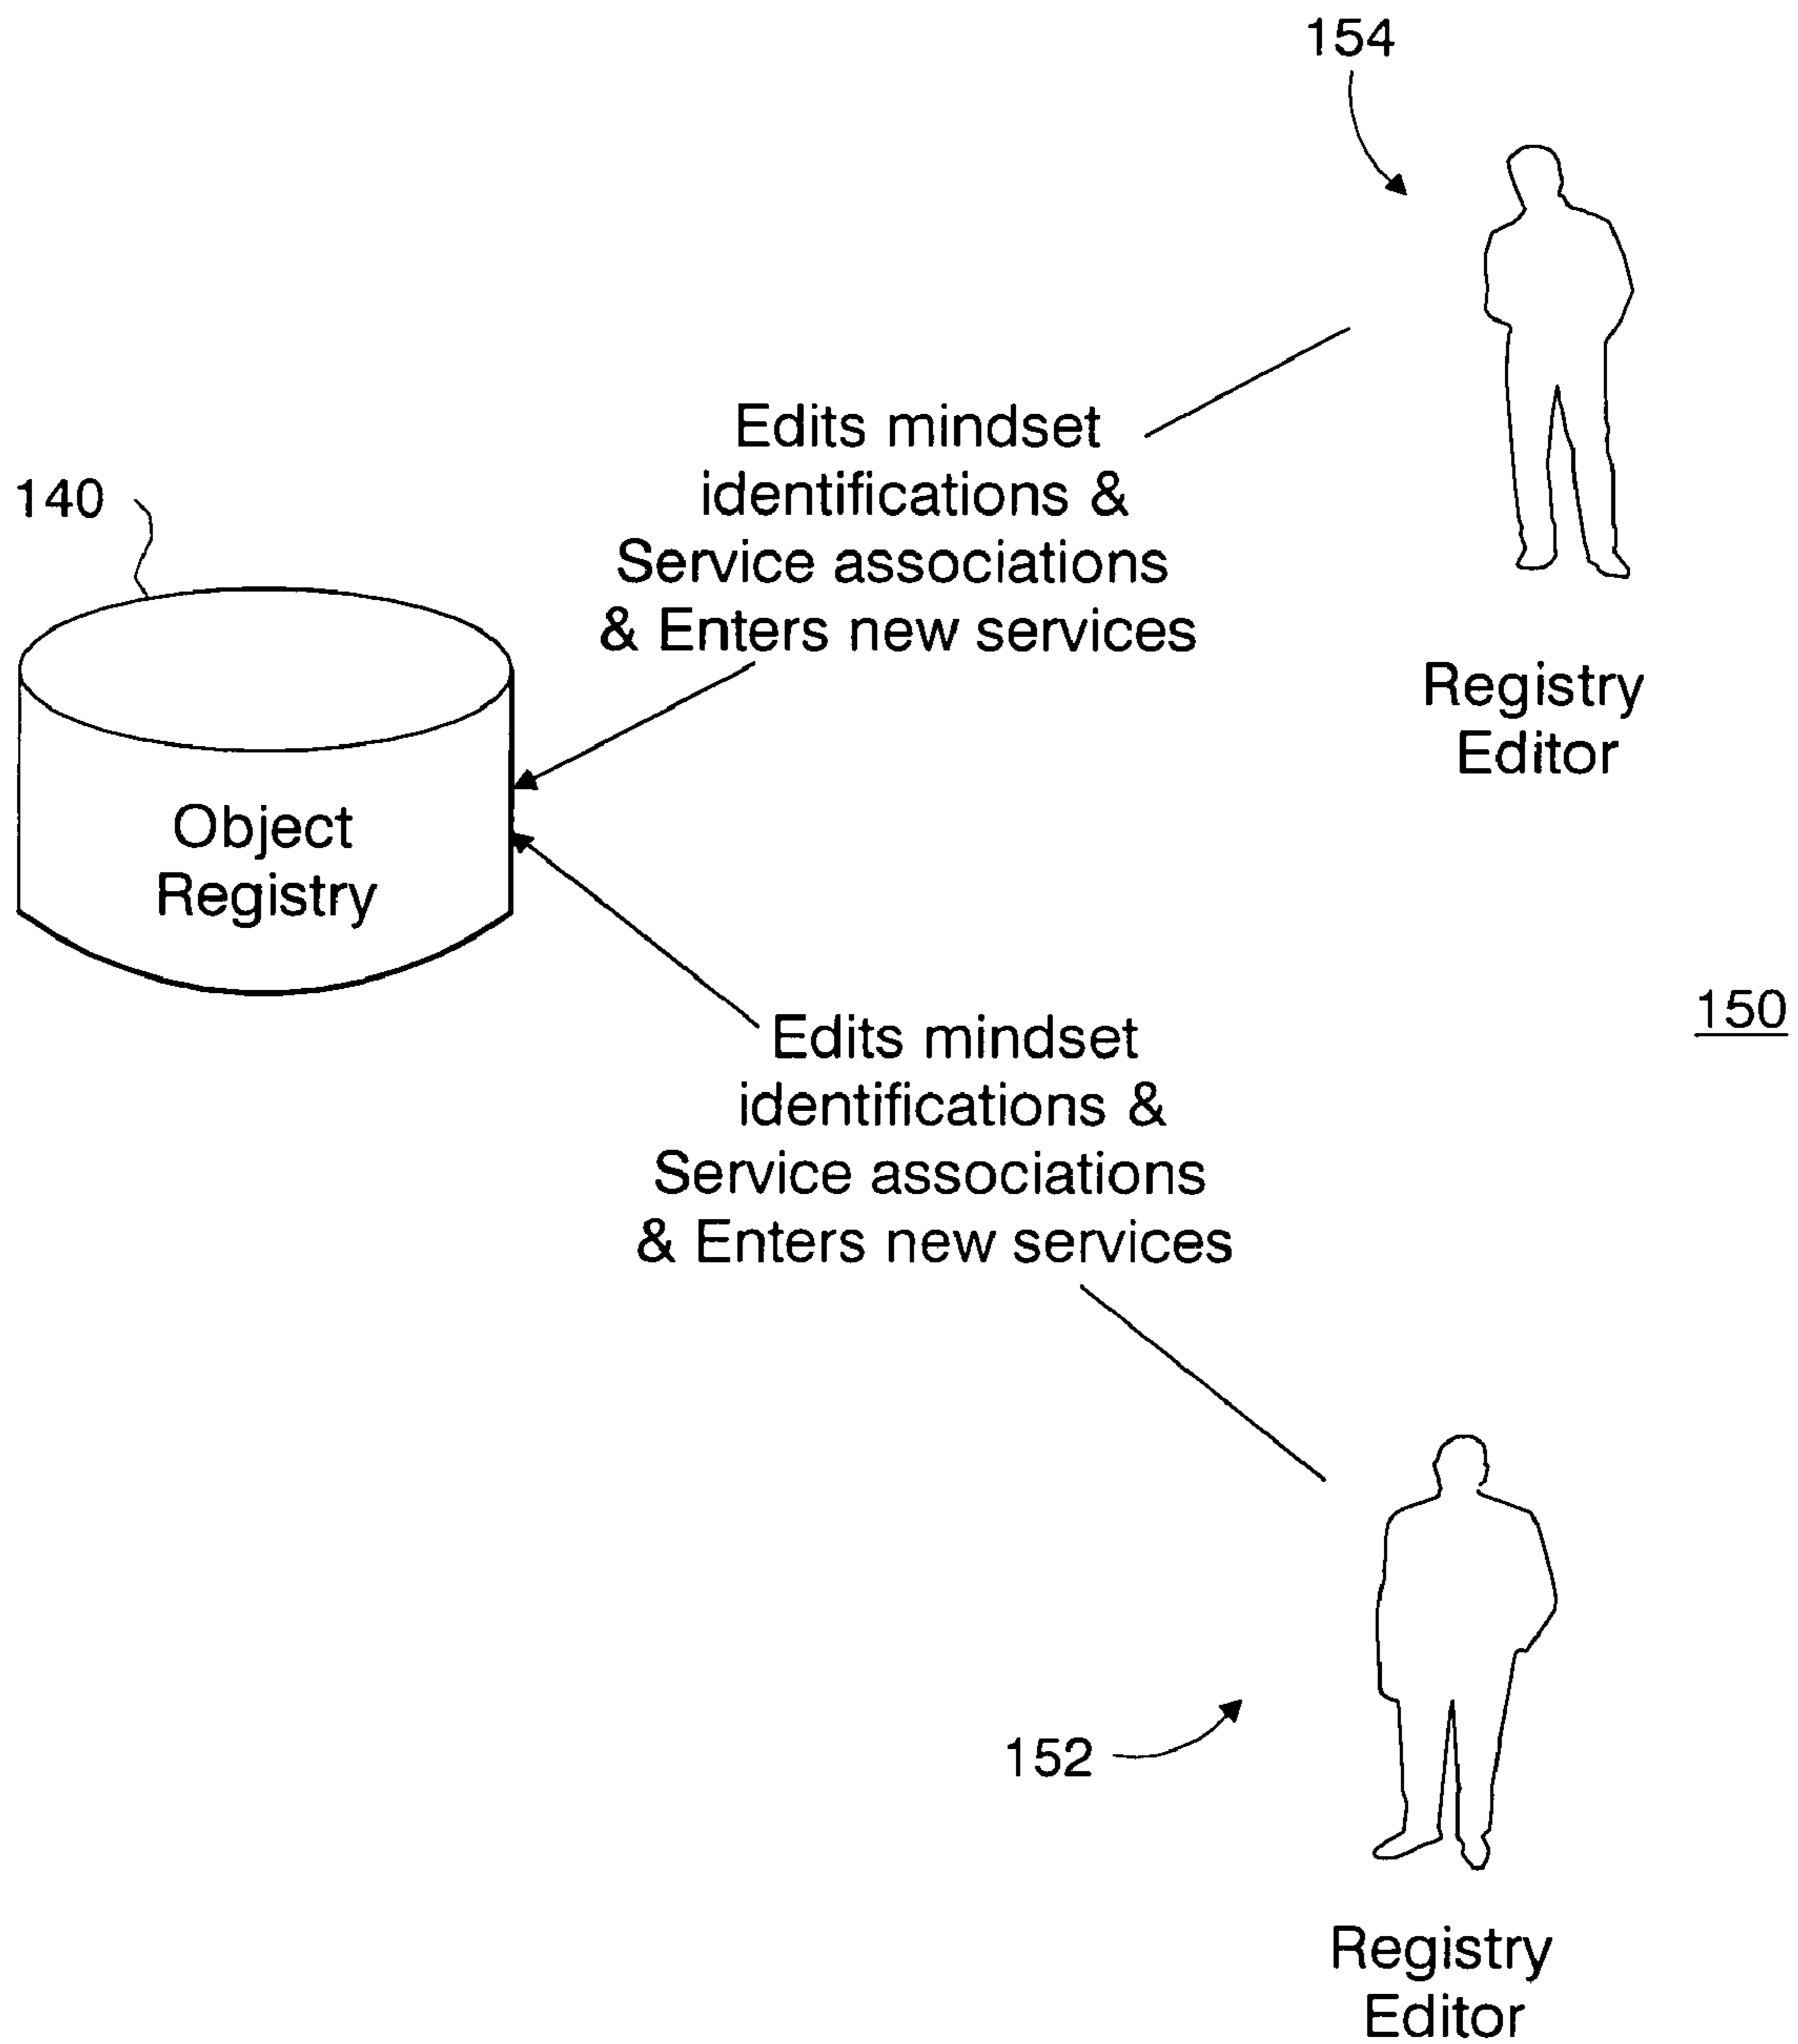 154
Edits mindset
identifications &
Service associations
& Enters new services
140
Registry
Editor
Object
Registry
150
Edits mindset
identifications &
Service associations
& Enters new services
152
Registry
Editor